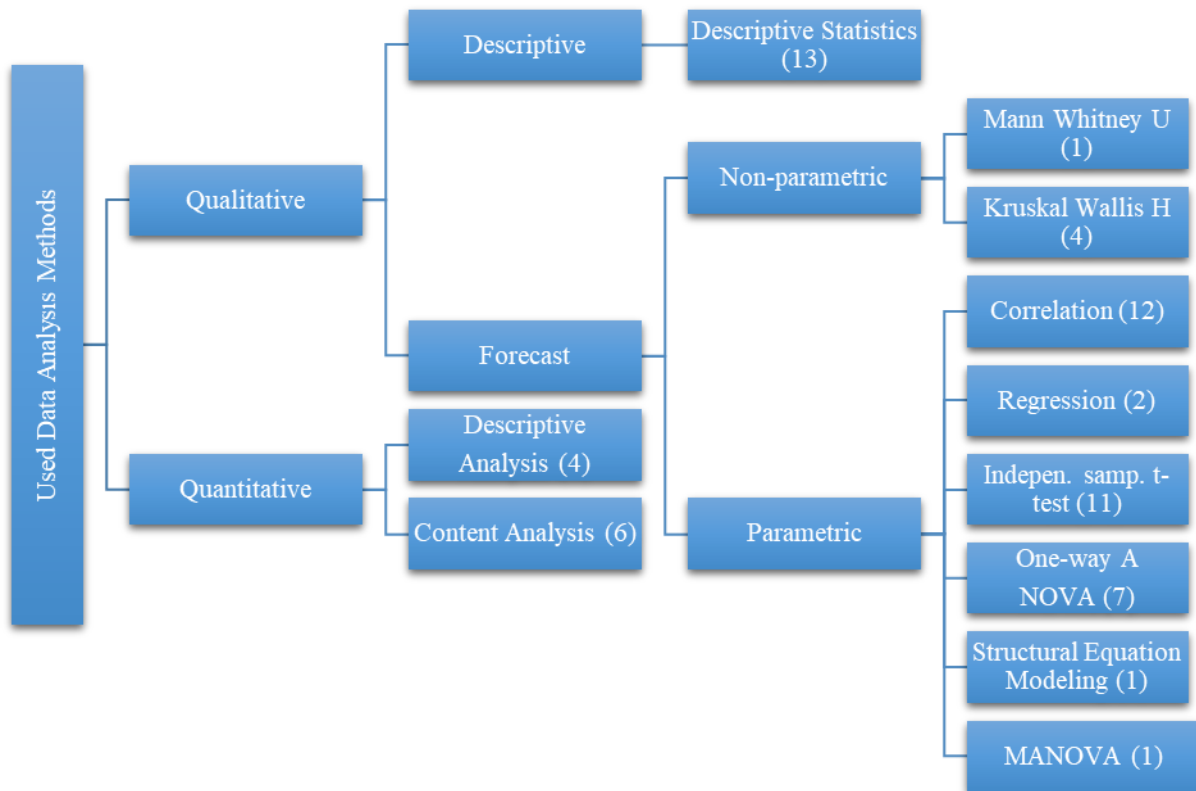 Used Data Analysis Methods
Qualitative
Quantitative
Descriptive
Forecast
Descriptive
Analysis (4)
Content Analysis (6)
Descriptive Statistics
(13)
Non-parametric
Parametric
Mann Whitney U
(1)
Kruskal Wallis H
(4)
Correlation (12)
Regression (2)
Indepen. samp. t-
test (11)
One-way A
NOVA (7)
Structural Equation
Modeling (1)
MANOVA (1)